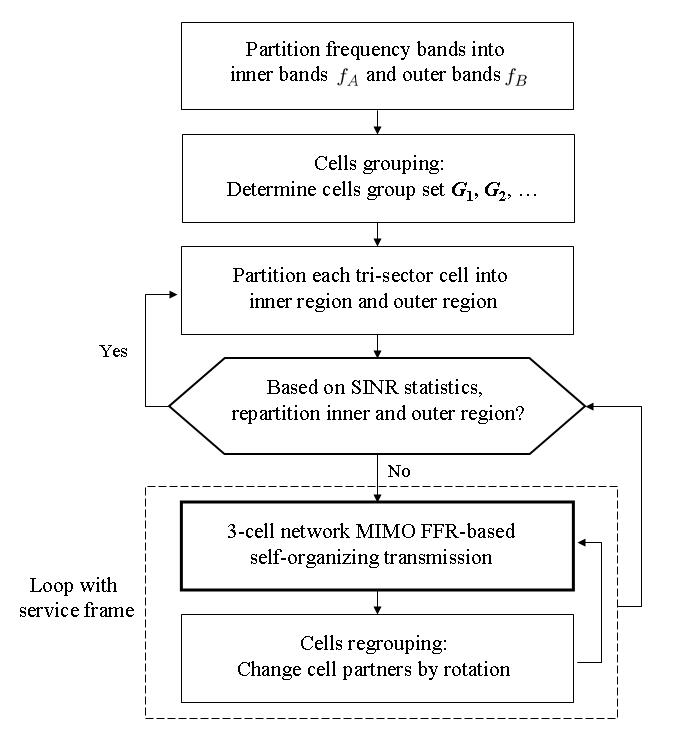 Partition frequency bands into
inner bands f_A and outer bands f_B
Cells grouping:
Determine cells group set G₁, G₂, …
Partition each tri-sector cell into
inner region and outer region
Yes
Based on SINR statistics,
repartition inner and outer region?
No
3-cell network MIMO FFR-based
self-organizing transmission
Loop with
service frame
Cells regrouping:
Change cell partners by rotation